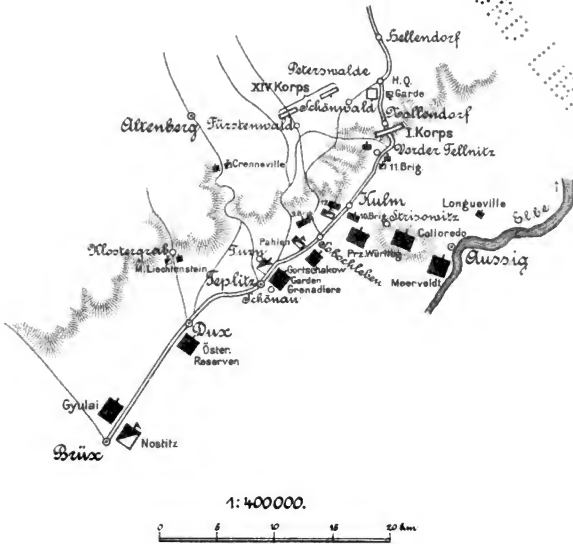 Hellendorf
Peterswalde
H.Q.
Garde
XIV Korps
Schönwald
Altenberg
Fürstenwald
Nollendorf
I. Korps
Vorder Tellnitz
11. Brig
Crenneville
Kulm
Longueville
Elbe
10. Brig
Strisowitz
Colloredo
Klostergrab
M. Liechtenstein
Turn
Pahlen
Prz. Württbg
Aussig
Sobochleben
Meerveldt
Teplitz
Gortschakow
Garden
Grenadiere
Schönau
Dux
Öster.
Reserven
Gyulai
Nostitz
Brüx
1:400000.
0 5 10 15 20 km